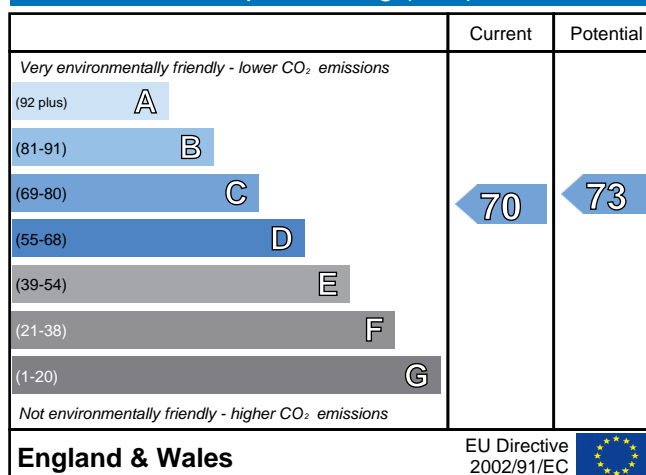 Current Potential
Very environmentally friendly - lower CO₂ emissions
(92 plus) A
(81-91) B
(69-80) C
70 73
(55-68) D
(39-54) E
(21-38) F
(1-20) G
Not environmentally friendly - higher CO₂ emissions
England & Wales
EU Directive
2002/91/EC